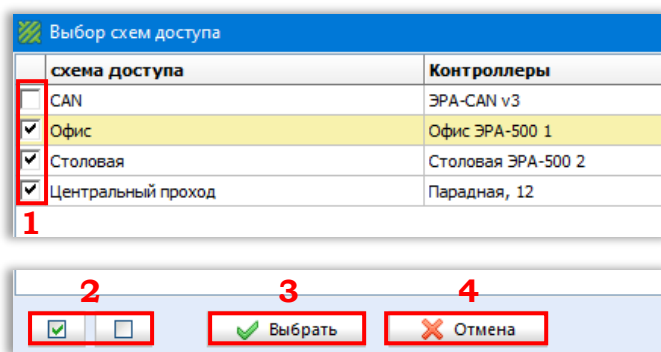 Выбор схем доступа
схема доступа Контроллеры
CAN ЭРА-CAN v3
Офис Офис ЭРА-500 1
Столовая Столовая ЭРА-500 2
Центральный проход Парадная, 12
1
2 3 4
Выбрать Отмена